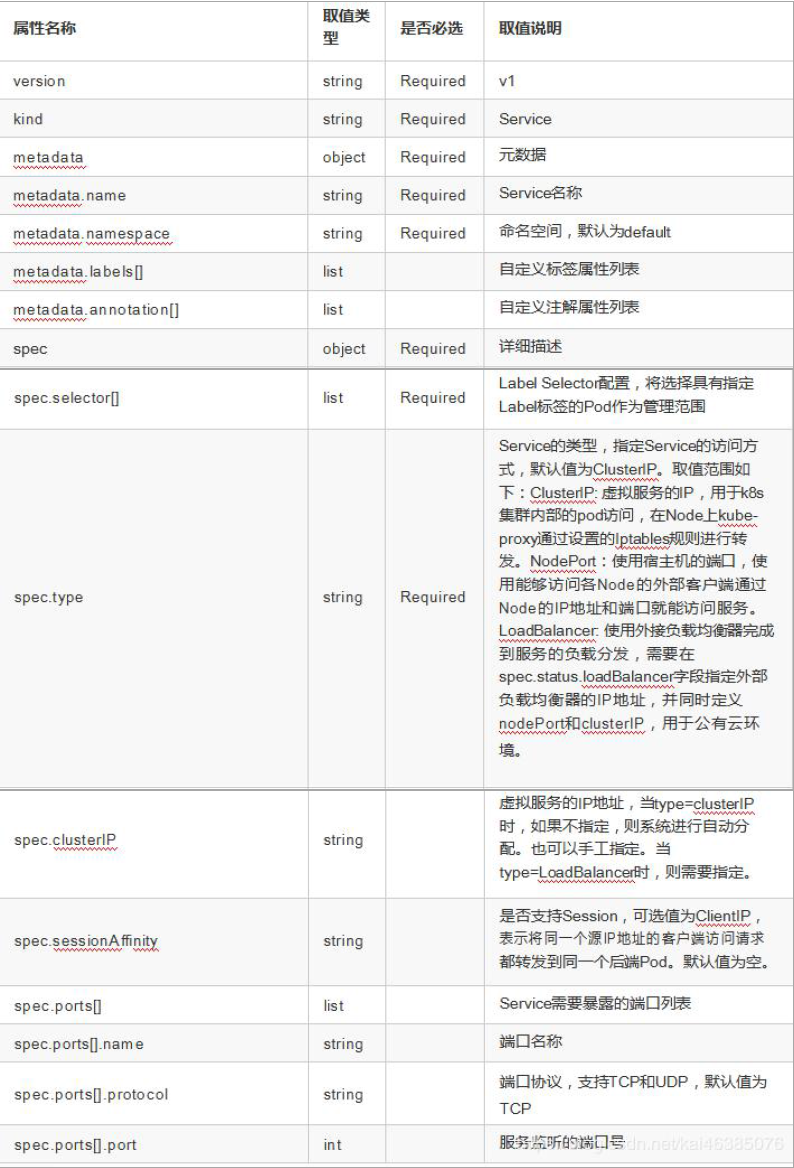 属性名称 取值类型 是否必选 取值说明
version string Required v1
kind string Required Service
metadata object Required 元数据
metadata.name string Required Service名称
metadata.namespace string Required 命名空间，默认为default
metadata.labels[] list 自定义标签属性列表
metadata.annotation[] list 自定义注解属性列表
spec object Required 详细描述
spec.selector[] list Required Label Selector配置，将选择具有指定
Label标签的Pod作为管理范围
spec.type string Required
Service的类型，指定Service的访问方
式，默认值为ClusterIP。取值范围如
下：ClusterIP: 虚拟服务的IP，用于k8s
集群内部的pod访问，在Node上kube-
proxy通过设置的Iptables规则进行转
发。NodePort：使用宿主机的端口，使
用能够访问各Node的外部客户端通过
Node的IP地址和端口就能访问服务。
LoadBalancer: 使用外接负载均衡器完成
到服务的负载分发，需要在
spec.status.loadBalancer字段指定外部
负载均衡器的IP地址，并同时定义
nodePort和clusterIP，用于公有云环
境。
spec.clusterIP string
虚拟服务的IP地址，当type=clusterIP
时，如果不指定，则系统进行自动分
配。也可以手工指定。当
type=LoadBalancer时，则需要指定。
spec.sessionAffinity string
是否支持Session，可选值为ClientIP，
表示将同一个源IP地址的客户端访问请求
都转发到同一个后端Pod。默认值为空。
spec.ports[] list Service需要暴露的端口列表
spec.ports[].name string 端口名称
spec.ports[].protocol string 端口协议，支持TCP和UDP，默认值为
TCP
spec.ports[].port int 服务监听的端口号
csdn.net/kal46385076